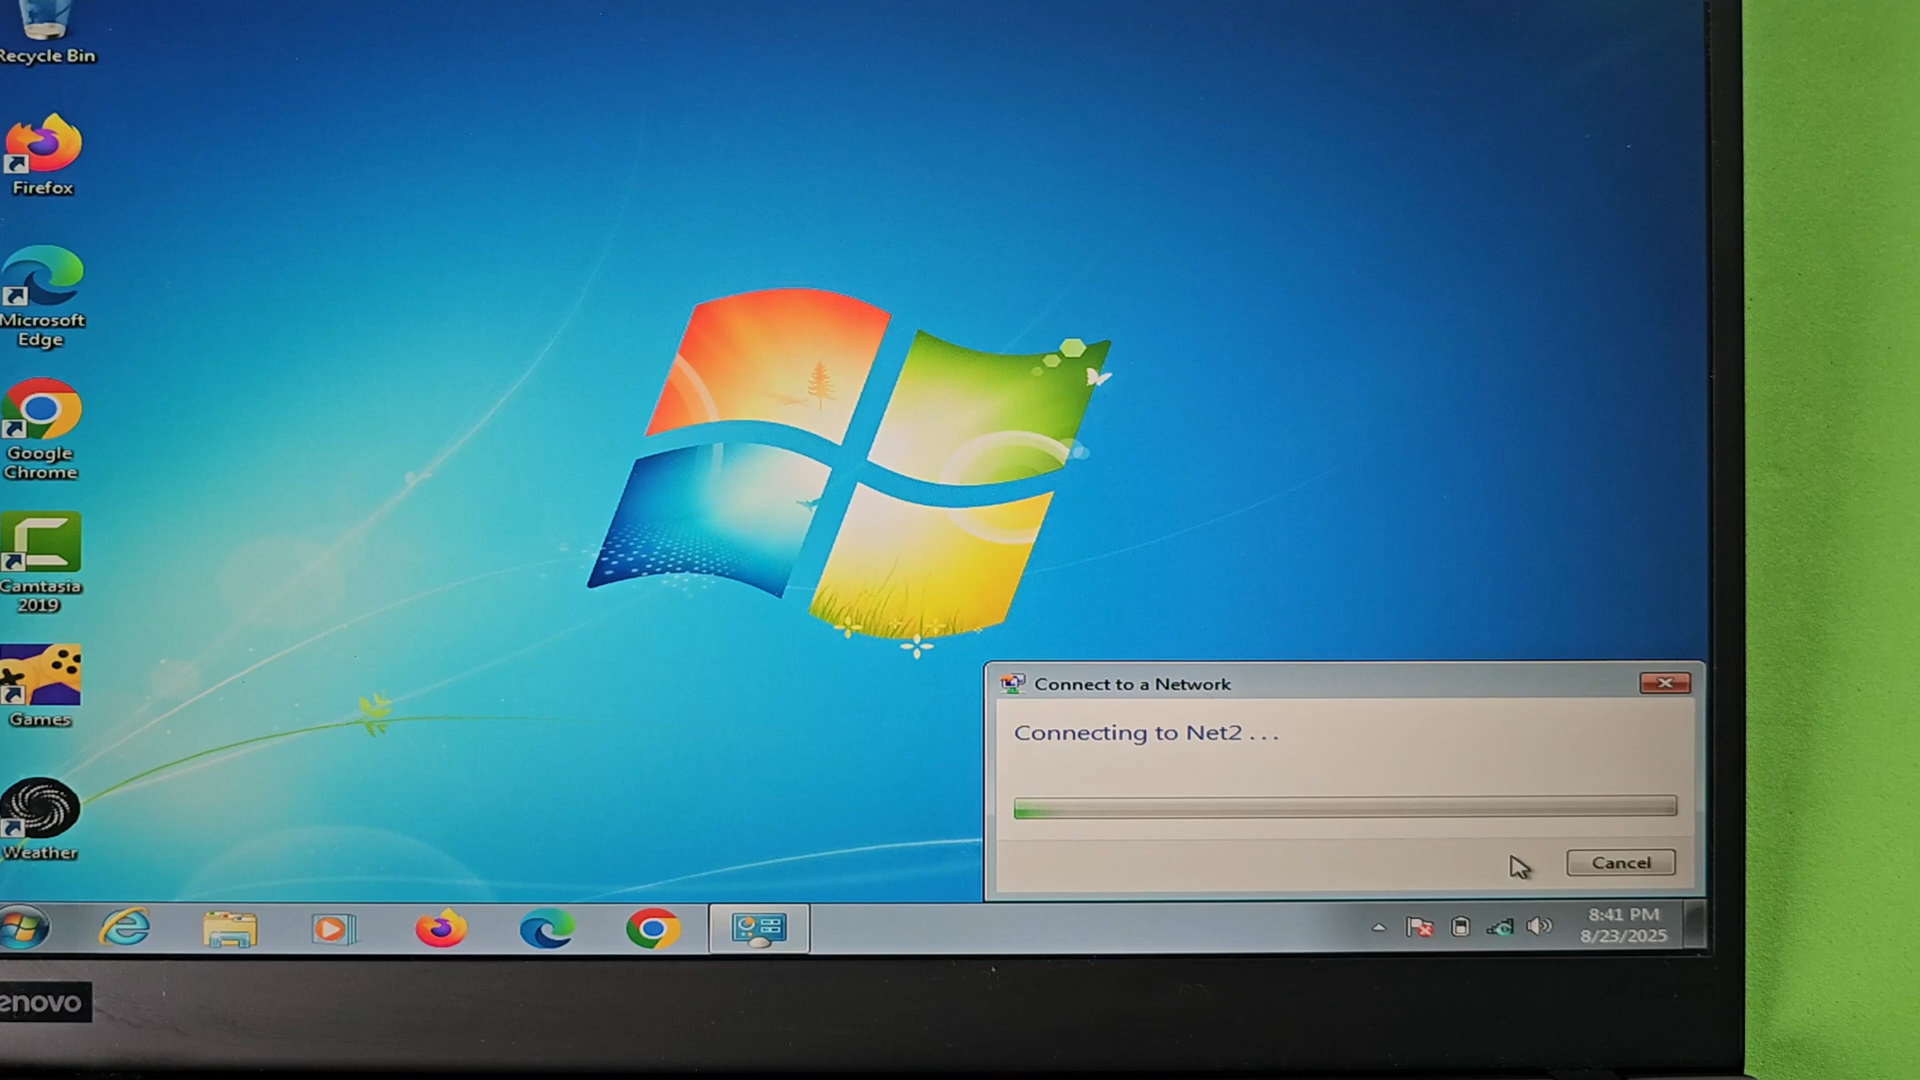 Recycle Bin
Firefox
Microsoft
Edge
Google
Chrome
Camtasia
2019
Games
Weather
Connect to a Network
Connecting to Net2 ...
Cancel
8:41 PM
8/23/2025
enovo